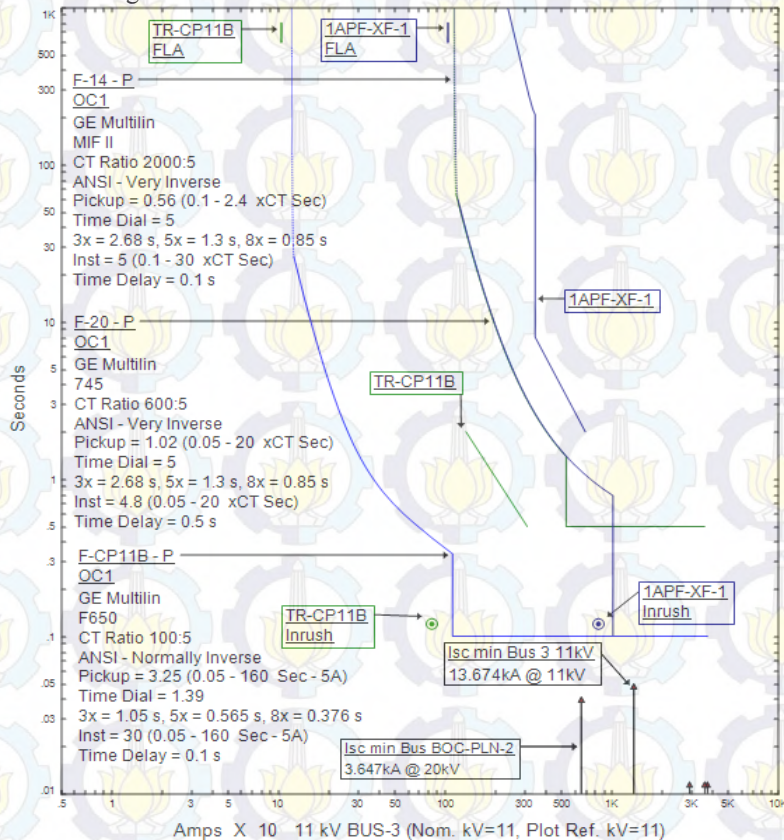 TR-CP11B
FLA
1APF-XF-1
FLA
F-14 - P
OC1
GE Multilin
MIF II
CT Ratio 2000:5
ANSI - Very Inverse
Pickup = 0.56 (0.1 - 2.4 xCT Sec)
Time Dial = 5
3x = 2.68 s, 5x = 1.3 s, 8x = 0.85 s
Inst = 5 (0.1 - 30 xCT Sec)
Time Delay = 0.1 s
1APF-XF-1
F-20 - P
OC1
GE Multilin
745
CT Ratio 600:5
ANSI - Very Inverse
Pickup = 1.02 (0.05 - 20 xCT Sec)
Time Dial = 5
3x = 2.68 s, 5x = 1.3 s, 8x = 0.85 s
Inst = 4.8 (0.05 - 20 xCT Sec)
Time Delay = 0.5 s
TR-CP11B
F-CP11B - P
OC1
GE Multilin
F650
CT Ratio 100:5
ANSI - Normally Inverse
Pickup = 3.25 (0.05 - 160 Sec - 5A)
Time Dial = 1.39
3x = 1.05 s, 5x = 0.565 s, 8x = 0.376 s
Inst = 30 (0.05 - 160 Sec - 5A)
Time Delay = 0.1 s
TR-CP11B
Inrush
1APF-XF-1
Inrush
Isc min Bus 3 11kV
13.674kA @ 11kV
Isc min Bus BOC-PLN-2
3.647kA @ 20kV
Seconds
1K
500
300
100
50
30
10
5
3
1
.5
.3
.1
.05
.03
.01
.5 1 3 5 10 30 50 100 300 500 1K 3K 5K 10K
Amps X 10 11 kV BUS-3 (Nom. kV=11, Plot Ref. kV=11)